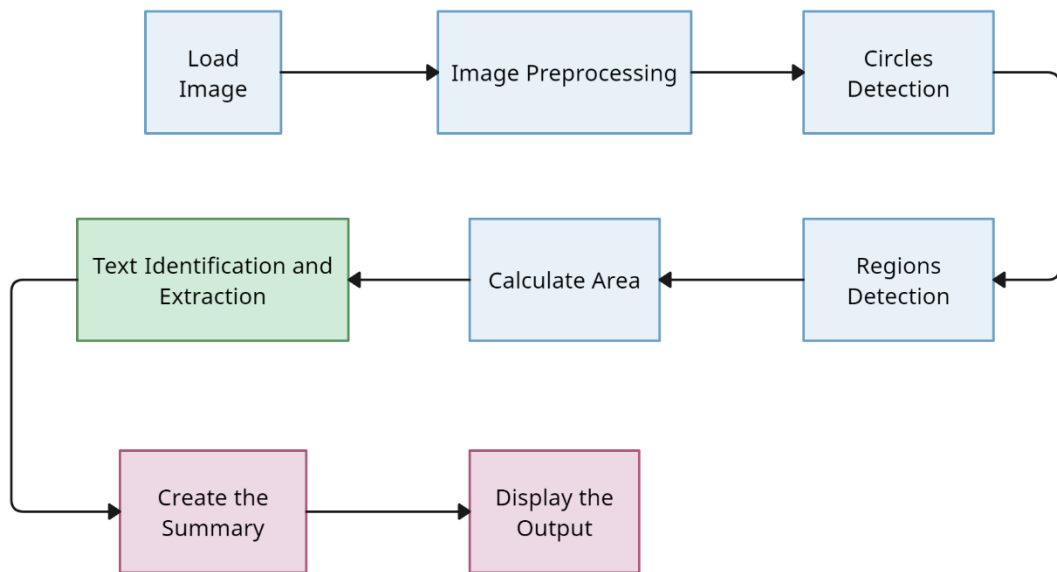 Load
Image
Image Preprocessing
Circles
Detection
Regions
Detection
Calculate Area
Text Identification and
Extraction
Create the
Summary
Display the
Output